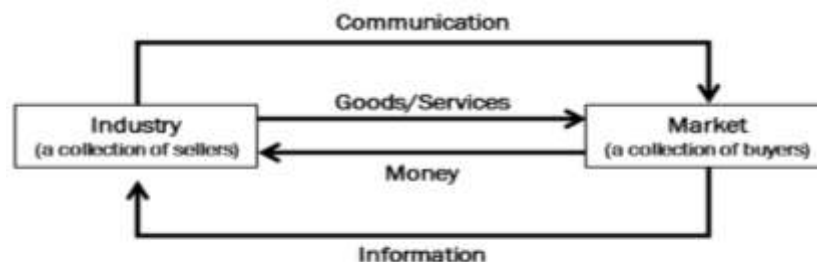 Communication
Goods/Services
Industry
(a collection of sellers)
Market
(a collection of buyers)
Money
Information